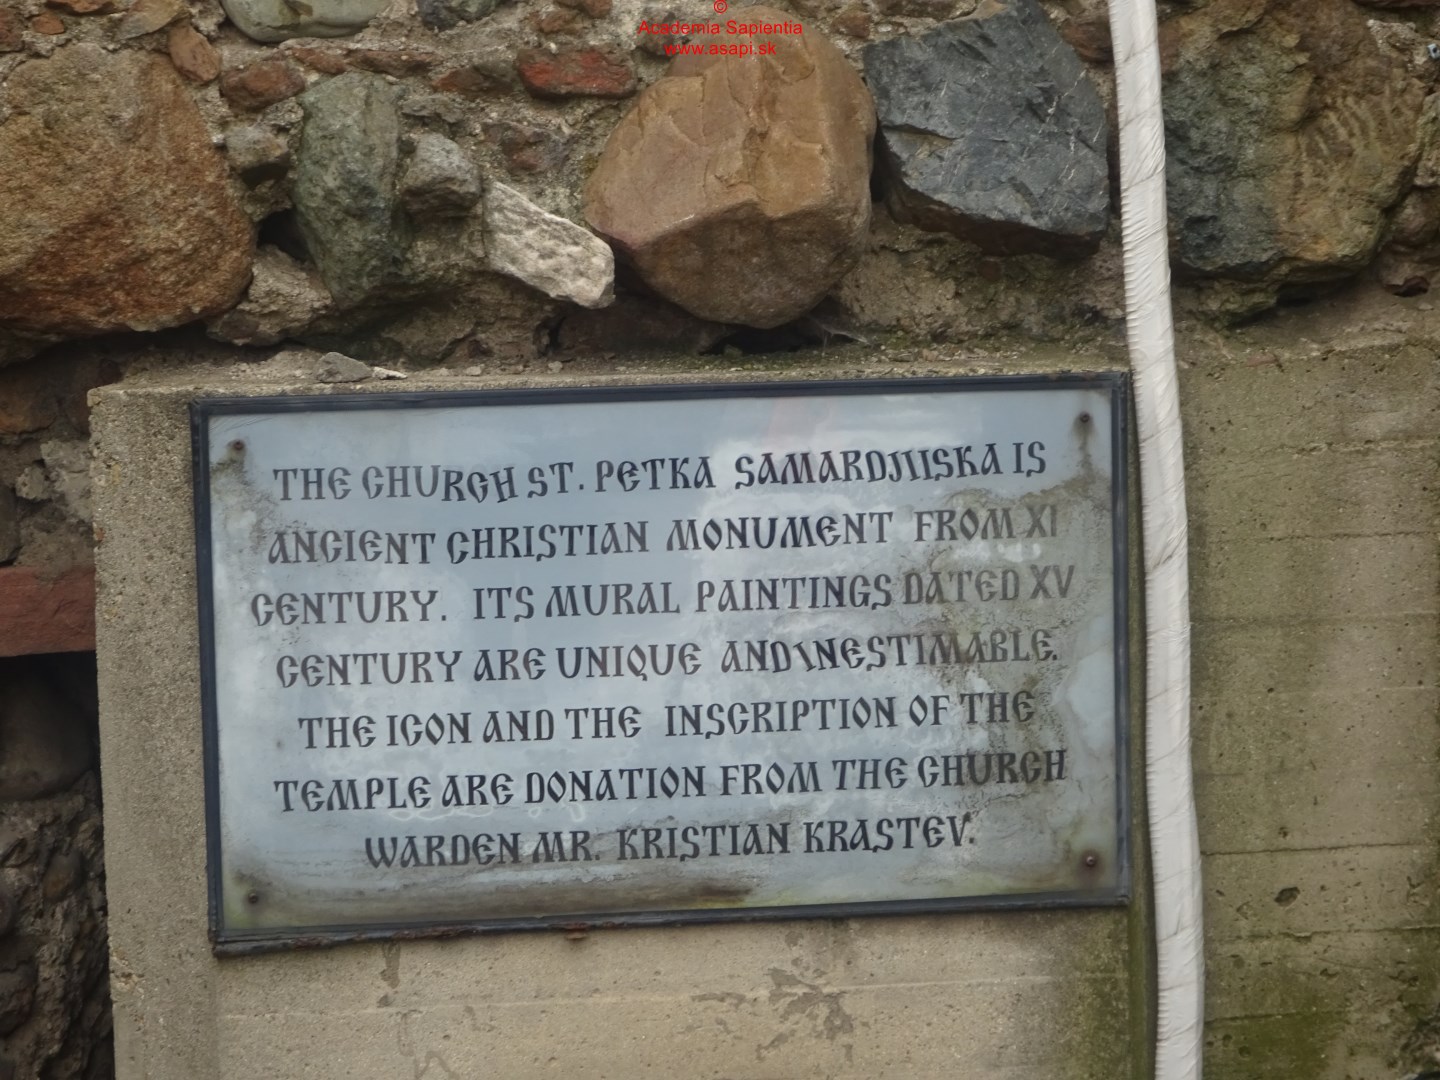 ©
Academia Sapientia
www.asapi.sk
THE CHURCH ST. PETKA SAMARDJIISKA IS
ANCIENT CHRISTIAN MONUMENT FROM XI
CENTURY. ITS MURAL PAINTINGS DATED XV
CENTURY ARE UNIQUE AND INESTIMABLE.
THE ICON AND THE INSCRIPTION OF THE
TEMPLE ARE DONATION FROM THE CHURCH
WARDEN MR. KRISTIAN KRASTEV.